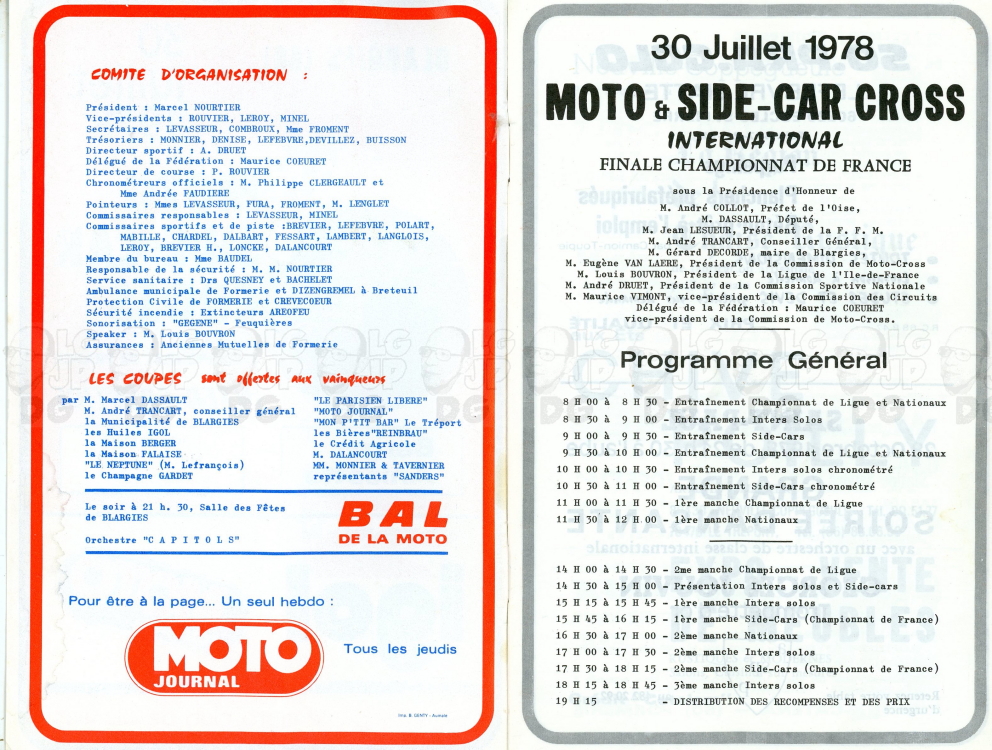 COMITE D'ORGANISATION :
Président : Marcel NOURTIER
Vice-présidents : ROUVIER, LEROY, MINEL
Secrétaires : LEVASSEUR, COMBROUX, Mme FROMENT
Trésoriers : MONNIER, DENISE, LEFEBVRE,DEVILLEZ, BUISSON
Directeur sportif : A. DRUET
Délégué de la Fédération : Maurice COEURET
Directeur de course : P. ROUVIER
Chronométreurs officiels : M. Philippe CLERGEAULT et
Mme Andrée FAUDIERE
Pointeurs : Mmes LEVASSEUR, FURA, FROMENT, M. LENGLET
Commissaires responsables : LEVASSEUR, MINEL
Commissaires sportifs et de piste :BREVIER, LEFEBVRE, POLART,
MABILLE, CHARDEL, DALBART, FESSART, LAMBERT, LANGLOIS,
LEROY, BREVIER H., LONCKE, DALANCOURT
Membre du bureau : Mme BAUDEL
Responsable de la sécurité : M. M. NOURTIER
Service sanitaire : Drs QUESNEY et BACHELET
Ambulance municipale de Formerie et DIZENGREMEL à Breteuil
Protection Civile de FORMERIE et CREVECOEUR
Sécurité incendie : Extincteurs AREOFEU
Sonorisation : "GEGENE" - Feuquières
Speaker : M. Louis BOUVRON
Assurances : Anciennes Mutuelles de Formerie
LES COUPES sont offertes aux vainqueurs
par M. Marcel DASSAULT
M. André TRANCART, conseiller général
la Municipalité de BLARGIES
les Huiles IGOL
la Maison BERGER
la Maison FALAISE
"LE NEPTUNE" (M. Lefrançois)
le Champagne GARDET
"LE PARISIEN LIBERE"
"MOTO JOURNAL"
"MON P'TIT BAR" Le Tréport
les Bières"REINBRAU"
le Crédit Agricole
M. DALANCOURT
MM. MONNIER & TAVERNIER
représentants "SANDERS"
Le soir à 21 h. 30, Salle des Fêtes
de BLARGIES
Orchestre "C A P I T O L S"
BAL
DE LA MOTO
Pour être à la page... Un seul hebdo :
MOTO
JOURNAL
Tous les jeudis
Imp. B. GENTY - Aumale
30 Juillet 1978
MOTO & SIDE-CAR CROSS
INTERNATIONAL
FINALE CHAMPIONNAT DE FRANCE
sous la Présidence d'Honneur de
M. André COLLOT, Préfet de l'Oise,
M. DASSAULT, Député,
M. Jean LESUEUR, Président de la F. F. M.
M. André TRANCART, Conseiller Général,
M. Gérard DECORDE, maire de Blargies,
M. Eugène VAN LAERE, Président de la Commission de Moto-Cross
M. Louis BOUVRON, Président de la Ligue de l'Ile-de-France
M. André DRUET, Président de la Commission Sportive Nationale
M. Maurice VIMONT, vice-président de la Commission des Circuits
Délégué de la Fédération : Maurice COEURET
vice-président de la Commission de Moto-Cross.
Programme Général
8 H 00 à 8 H 30 - Entraînement Championnat de Ligue et Nationaux
8 H 30 à 9 H 00 - Entraînement Inters Solos
9 H 00 à 9 H 30 - Entraînement Side-Cars
9 H 30 à 10 H 00 - Entraînement Championnat de Ligue et Nationaux
10 H 00 à 10 H 30 - Entraînement Inters solos chronométré
10 H 30 à 11 H 00 - Entraînement Side-Cars chronométré
11 H 00 à 11 H 30 - 1ère manche Championnat de Ligue
11 H 30 à 12 H 00 - 1ère manche Nationaux
14 H 00 à 14 H 30 - 2me manche Championnat de Ligue
14 H 30 à 15 H 00 - Présentation Inters solos et Side-cars
15 H 15 à 15 H 45 - 1ère manche Inters solos
15 H 45 à 16 H 15 - 1ère manche Side-Cars (Championnat de France)
16 H 30 à 17 H 00 - 2ème manche Nationaux
17 H 00 à 17 H 30 - 2ème manche Inters solos
17 H 30 à 18 H 15 - 2ème manche Side-Cars (Championnat de France)
18 H 15 à 18 H 45 - 3ème manche Inters solos
19 H 15 - DISTRIBUTION DES RECOMPENSES ET DES PRIX